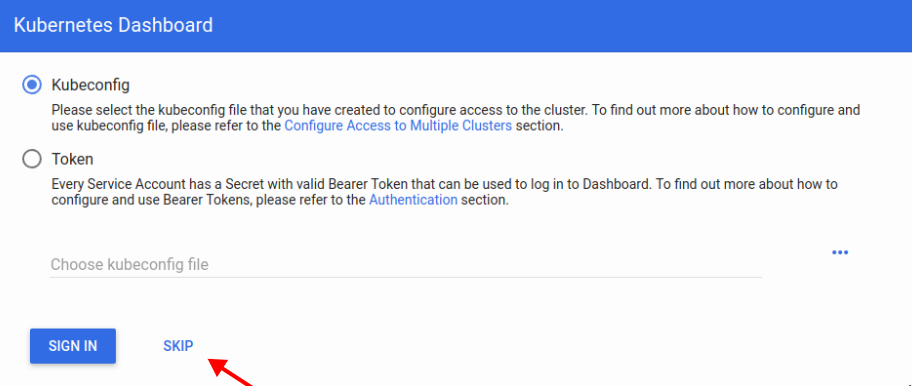 Kubernetes Dashboard
Kubeconfig
Please select the kubeconfig file that you have created to configure access to the cluster. To find out more about how to configure and
use kubeconfig file, please refer to the Configure Access to Multiple Clusters section.
Token
Every Service Account has a Secret with valid Bearer Token that can be used to log in to Dashboard. To find out more about how to
configure and use Bearer Tokens, please refer to the Authentication section.
Choose kubeconfig file
SIGN IN SKIP